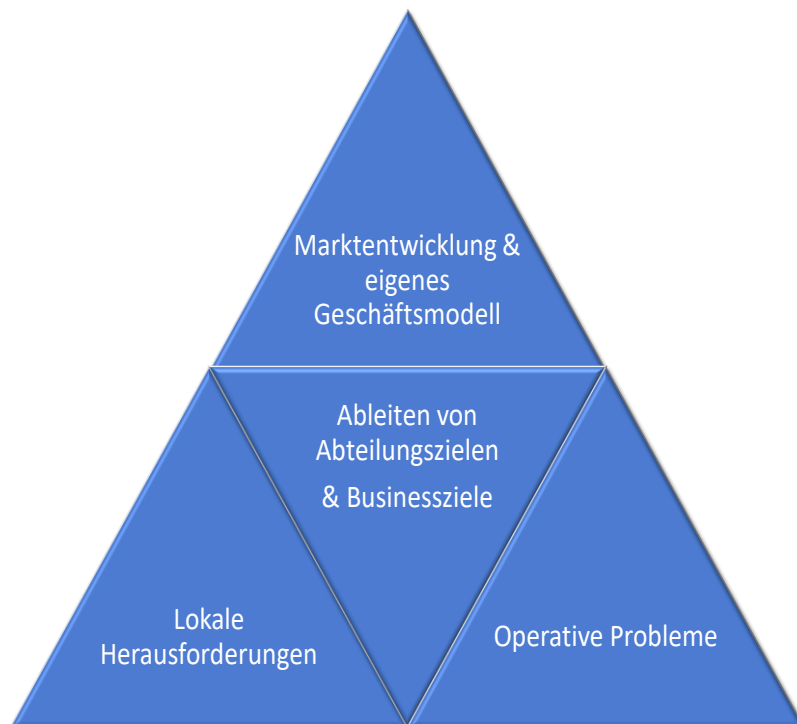 Marktentwicklung &
eigenes
Geschäftsmodell
Ableiten von
Abteilungszielen
& Businessziele
Lokale
Herausforderungen
Operative Probleme